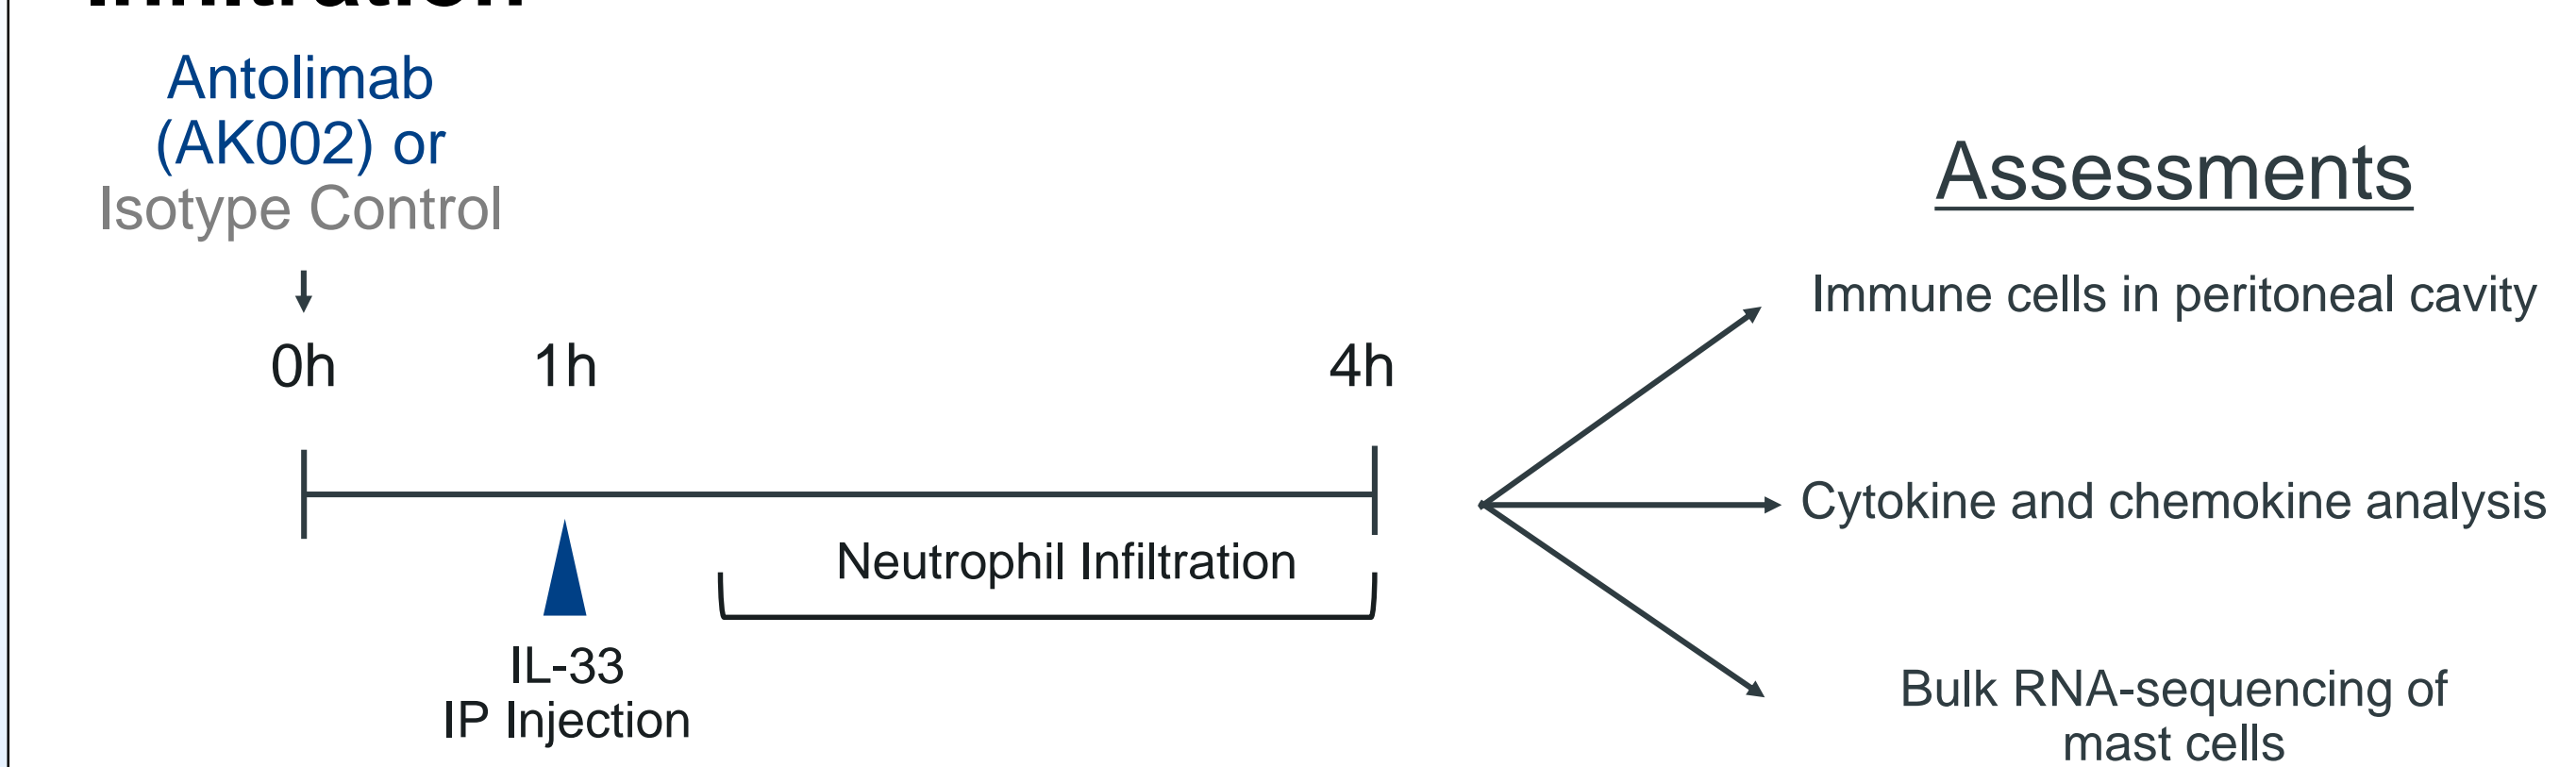 Antolimab
(AK002) or
Isotype Control
0h
1h
4h
Neutrophil Infiltration
IL-33
IP Injection
Assessments
Immune cells in peritoneal cavity
Cytokine and chemokine analysis
Bulk RNA-sequencing of
mast cells